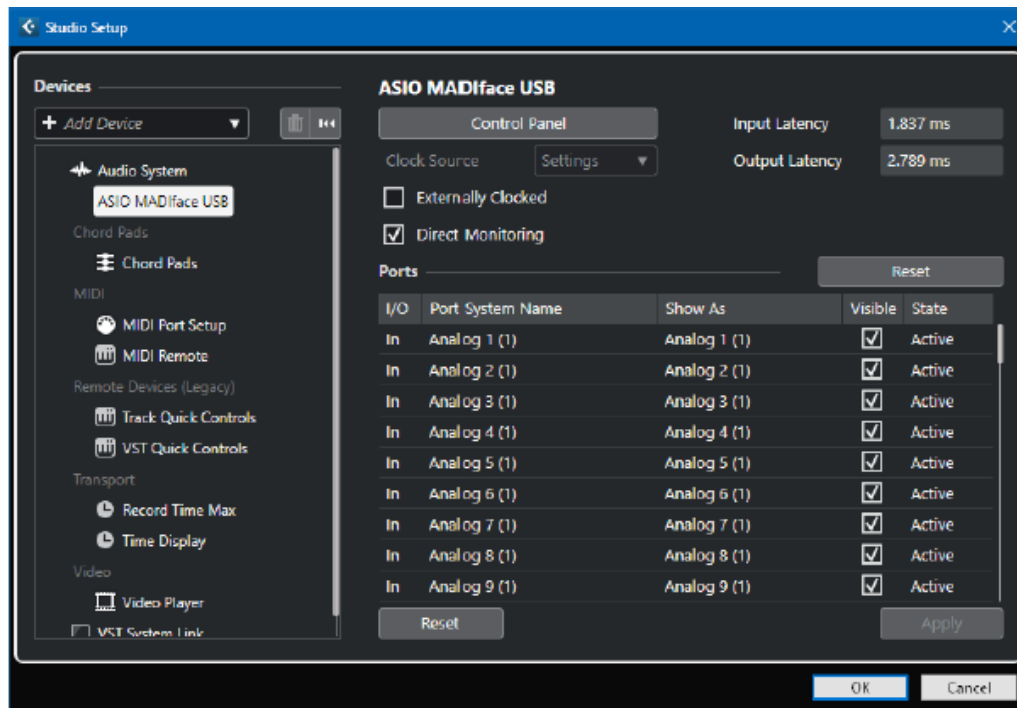 Studio Setup
Devices
Add Device
Audio System
ASIO MADIface USB
Chord Pads
Chord Pads
MIDI
MIDI Port Setup
MIDI Remote
Remote Devices (Legacy)
Track Quick Controls
VST Quick Controls
Transport
Record Time Max
Time Display
Video
Video Player
VST System Link
ASIO MADIface USB
Control Panel
Input Latency 1.837 ms
Clock Source Settings
Output Latency 2.789 ms
Externally Clocked
Direct Monitoring
Ports
Reset
I/O Port System Name Show As Visible State
In Analog 1 (1) Analog 1 (1) Active
In Analog 2 (1) Analog 2 (1) Active
In Analog 3 (1) Analog 3 (1) Active
In Analog 4 (1) Analog 4 (1) Active
In Analog 5 (1) Analog 5 (1) Active
In Analog 6 (1) Analog 6 (1) Active
In Analog 7 (1) Analog 7 (1) Active
In Analog 8 (1) Analog 8 (1) Active
In Analog 9 (1) Analog 9 (1) Active
Reset
Apply
OK
Cancel